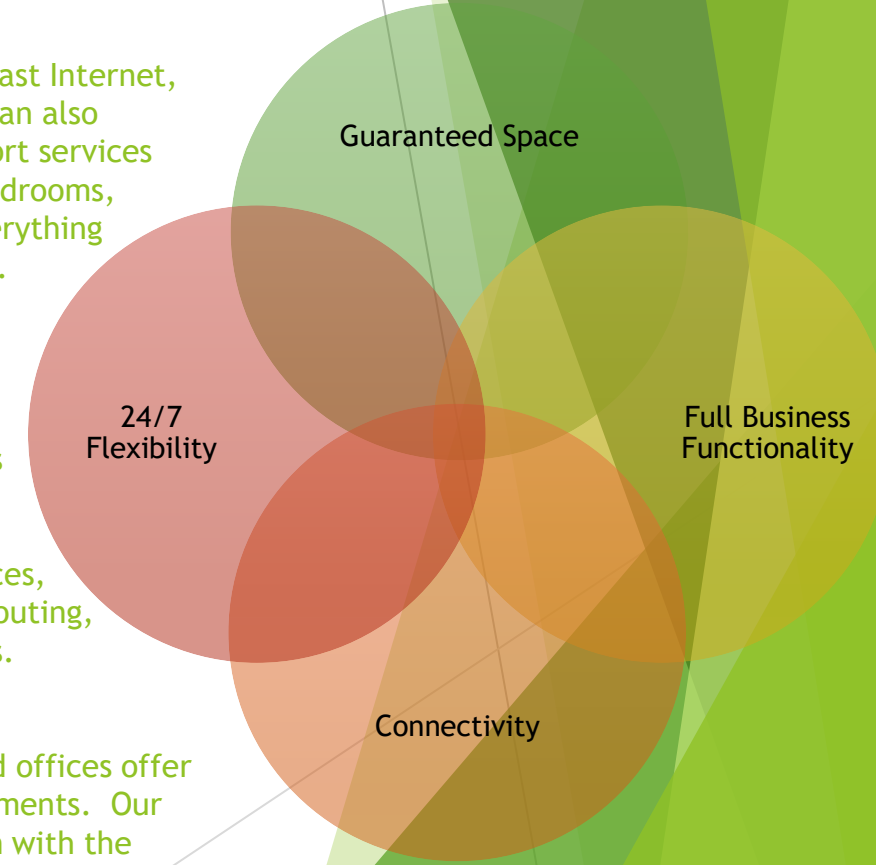 ast Internet,
an also
ort services
drooms,
erything
.
s
ces,
outing,
s.
d offices offer
ments. Our
n with the
Guaranteed Space
24/7
Flexibility
Full Business
Functionality
Connectivity